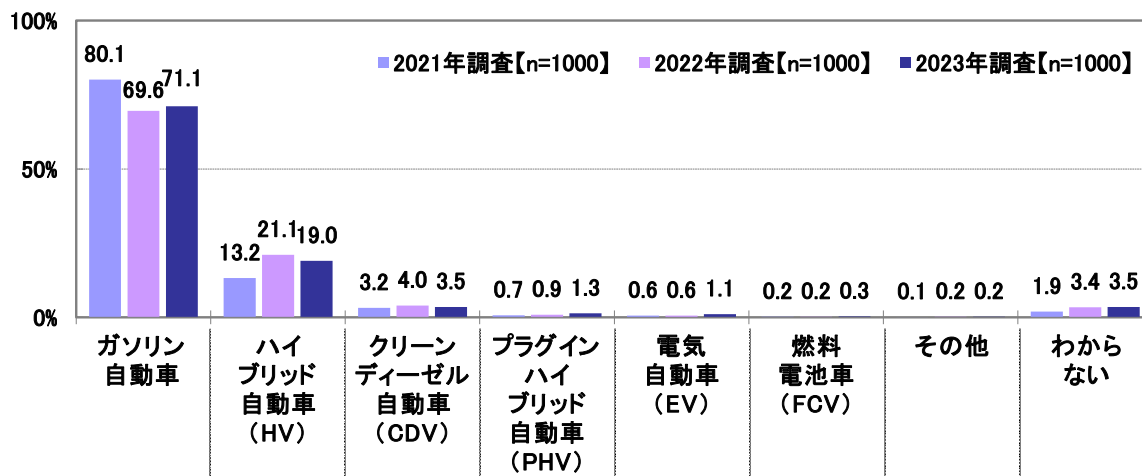 100%
50%
0%
■2021年調査【n=1000】 ■2022年調査【n=1000】 ■2023年調査【n=1000】
80.1 69.6 71.1
13.2 21.1 19.0
3.2 4.0 3.5
0.7 0.9 1.3
0.6 0.6 1.1
0.2 0.2 0.3
0.1 0.2 0.2
1.9 3.4 3.5
ガソリン
自動車
ハイ
ブリッド
自動車
（HV）
クリーン
ディーゼル
自動車
（CDV）
プラグイン
ハイ
ブリッド
自動車
（PHV）
電気
自動車
（EV）
燃料
電池車
（FCV）
その他
わから
ない